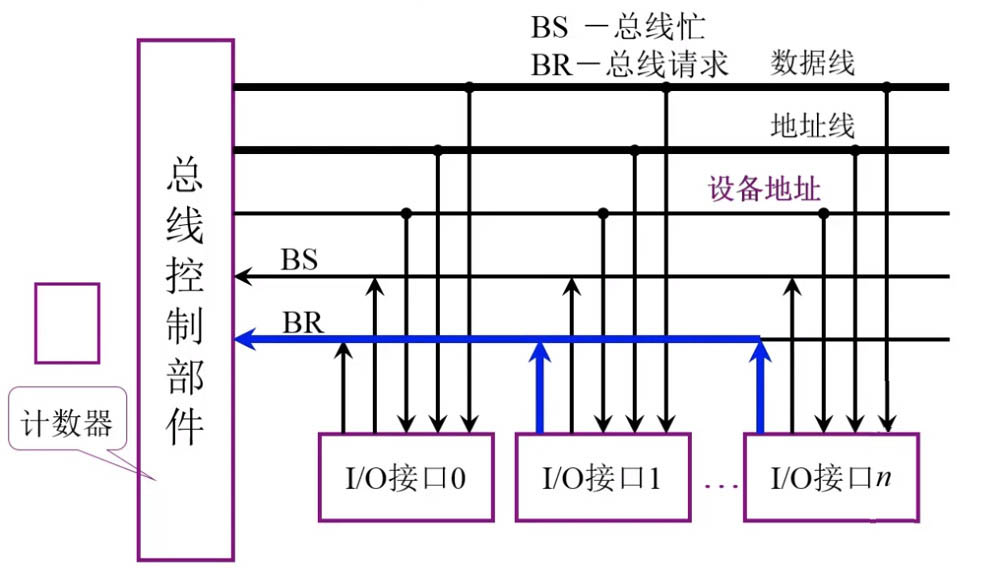 BS －总线忙
BR－总线请求
数据线
地址线
设备地址
BS
BR
总线控制部件
计数器
I/O接口0
I/O接口1
…
I/O接口n